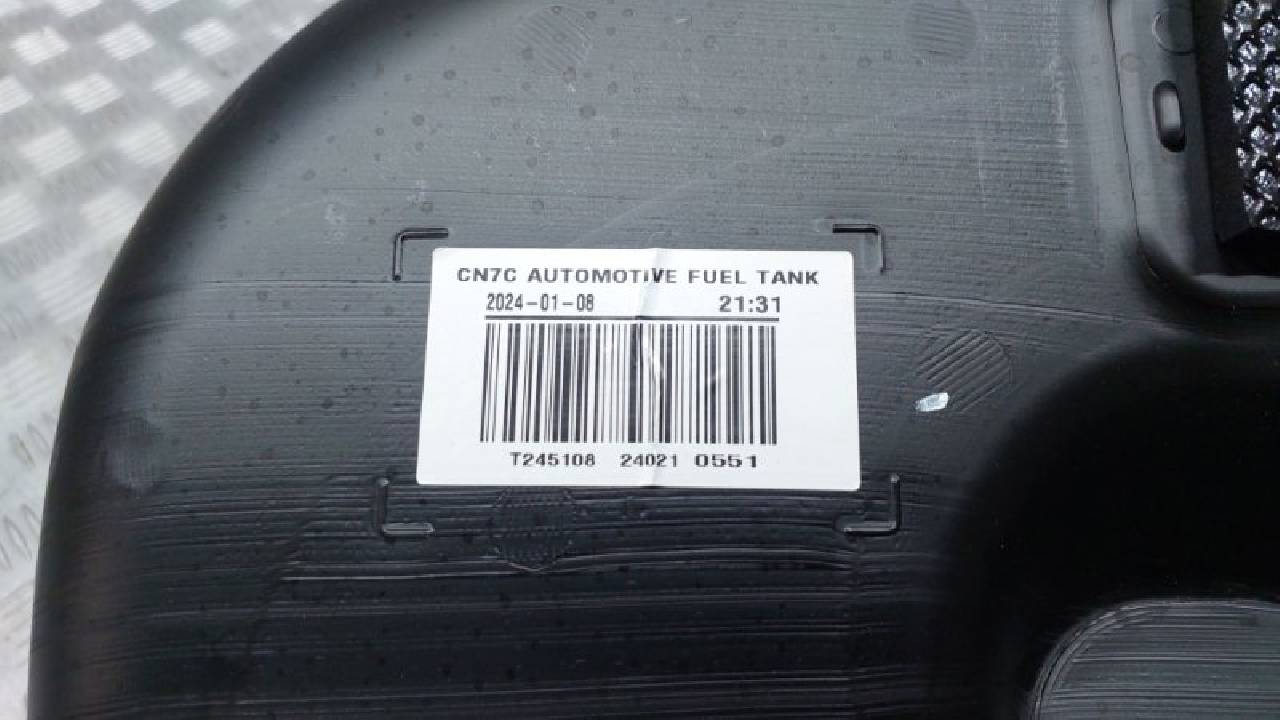 CN7C AUTOMOTIVE FUEL TANK
2024-01-08 21:31
T245108 24021 0551